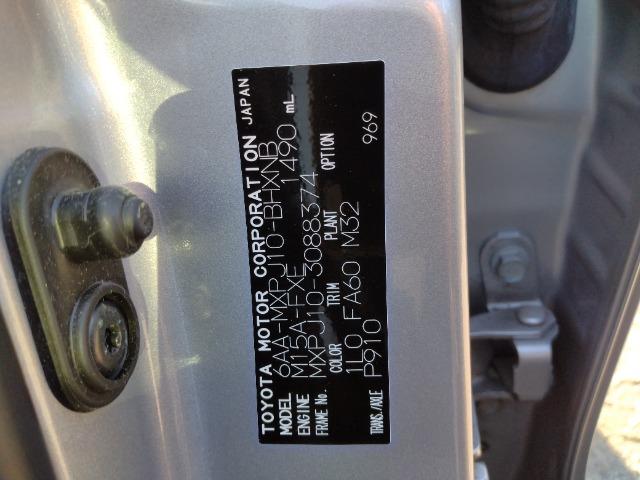 TOYOTA MOTOR CORPORATION JAPAN
MODEL 6AA-MXPJ10-BHXNB
ENGINE M15A-FXE 1490 mL
FRAME No. MXPJ10-3088374
COLOR TRIM PLANT OPTION
1L0 FA60 M32
TRANS./AXLE P910 969